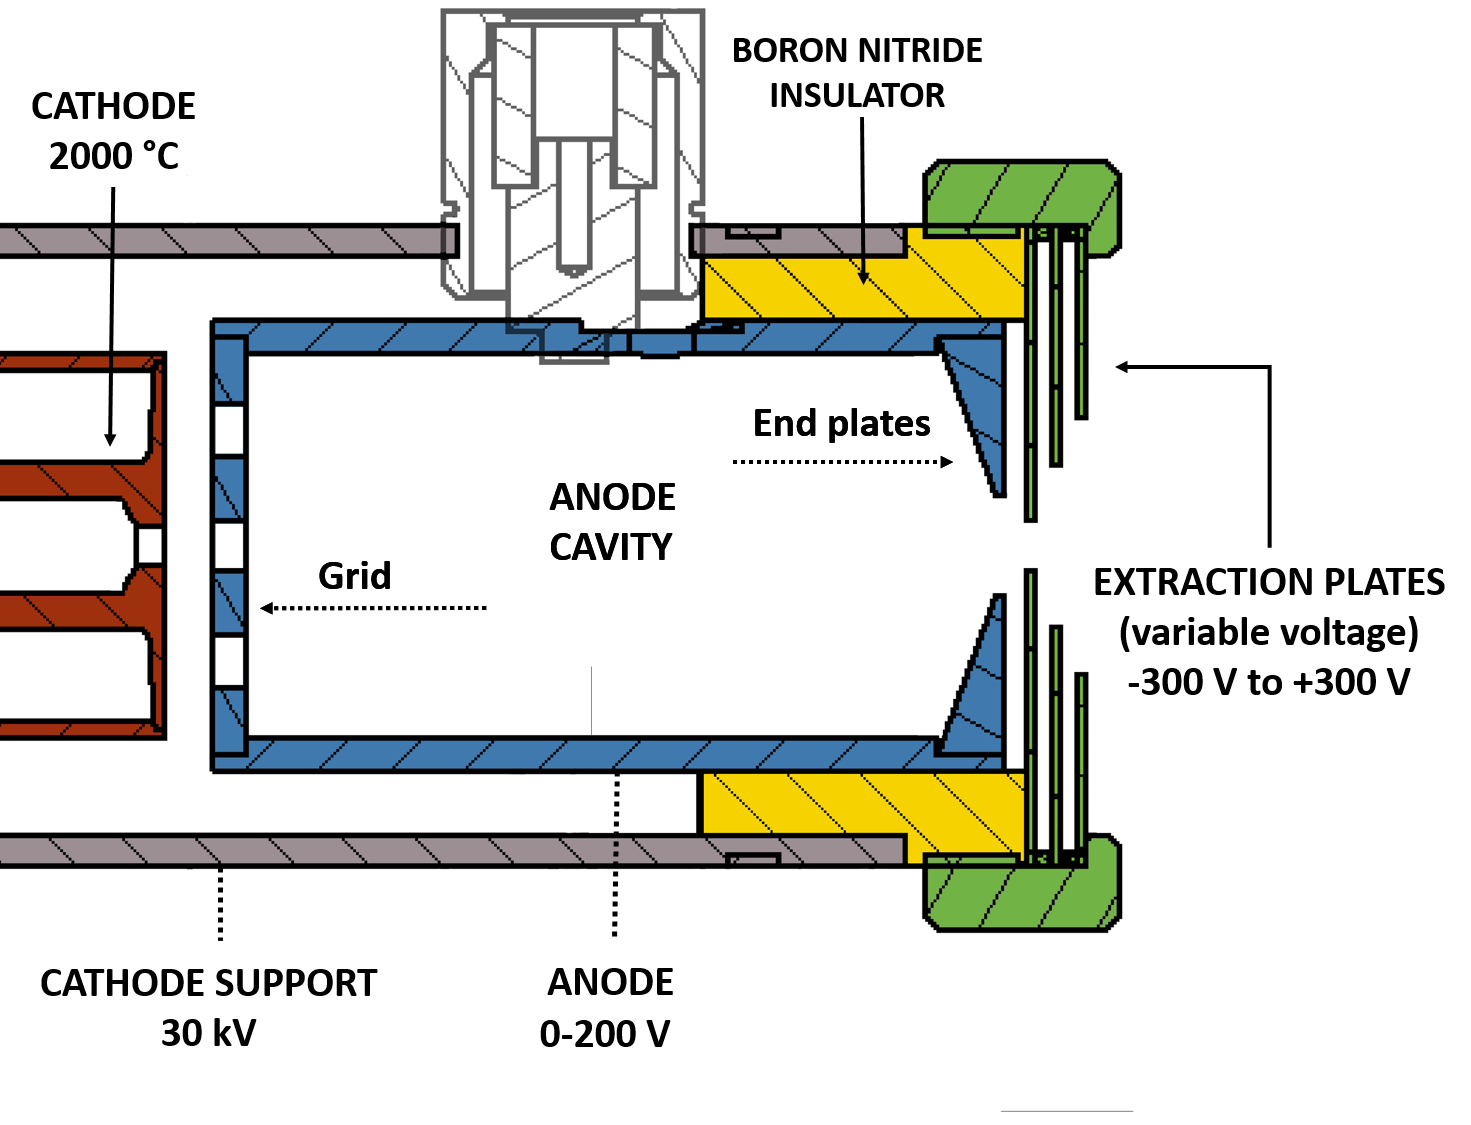 BORON NITRIDE
INSULATOR
CATHODE
2000 °C
End plates
ANODE
CAVITY
Grid
EXTRACTION PLATES
(variable voltage)
-300 V to +300 V
CATHODE SUPPORT
30 kV
ANODE
0-200 V